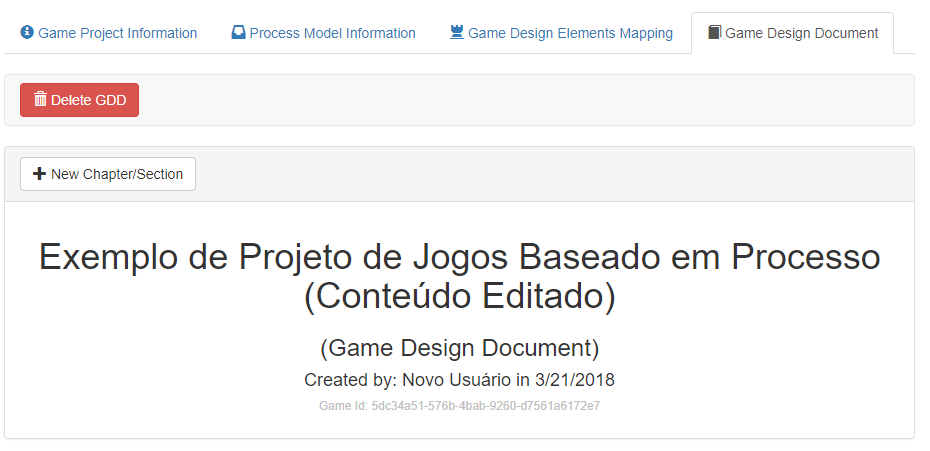 Game Project Information
Process Model Information
Game Design Elements Mapping
Game Design Document
Delete GDD
New Chapter/Section
Exemplo de Projeto de Jogos Baseado em Processo
(Conteúdo Editado)
(Game Design Document)
Created by: Novo Usuário in 3/21/2018
Game Id: 5dc34a51-576b-4bab-9260-d7561a6172e7